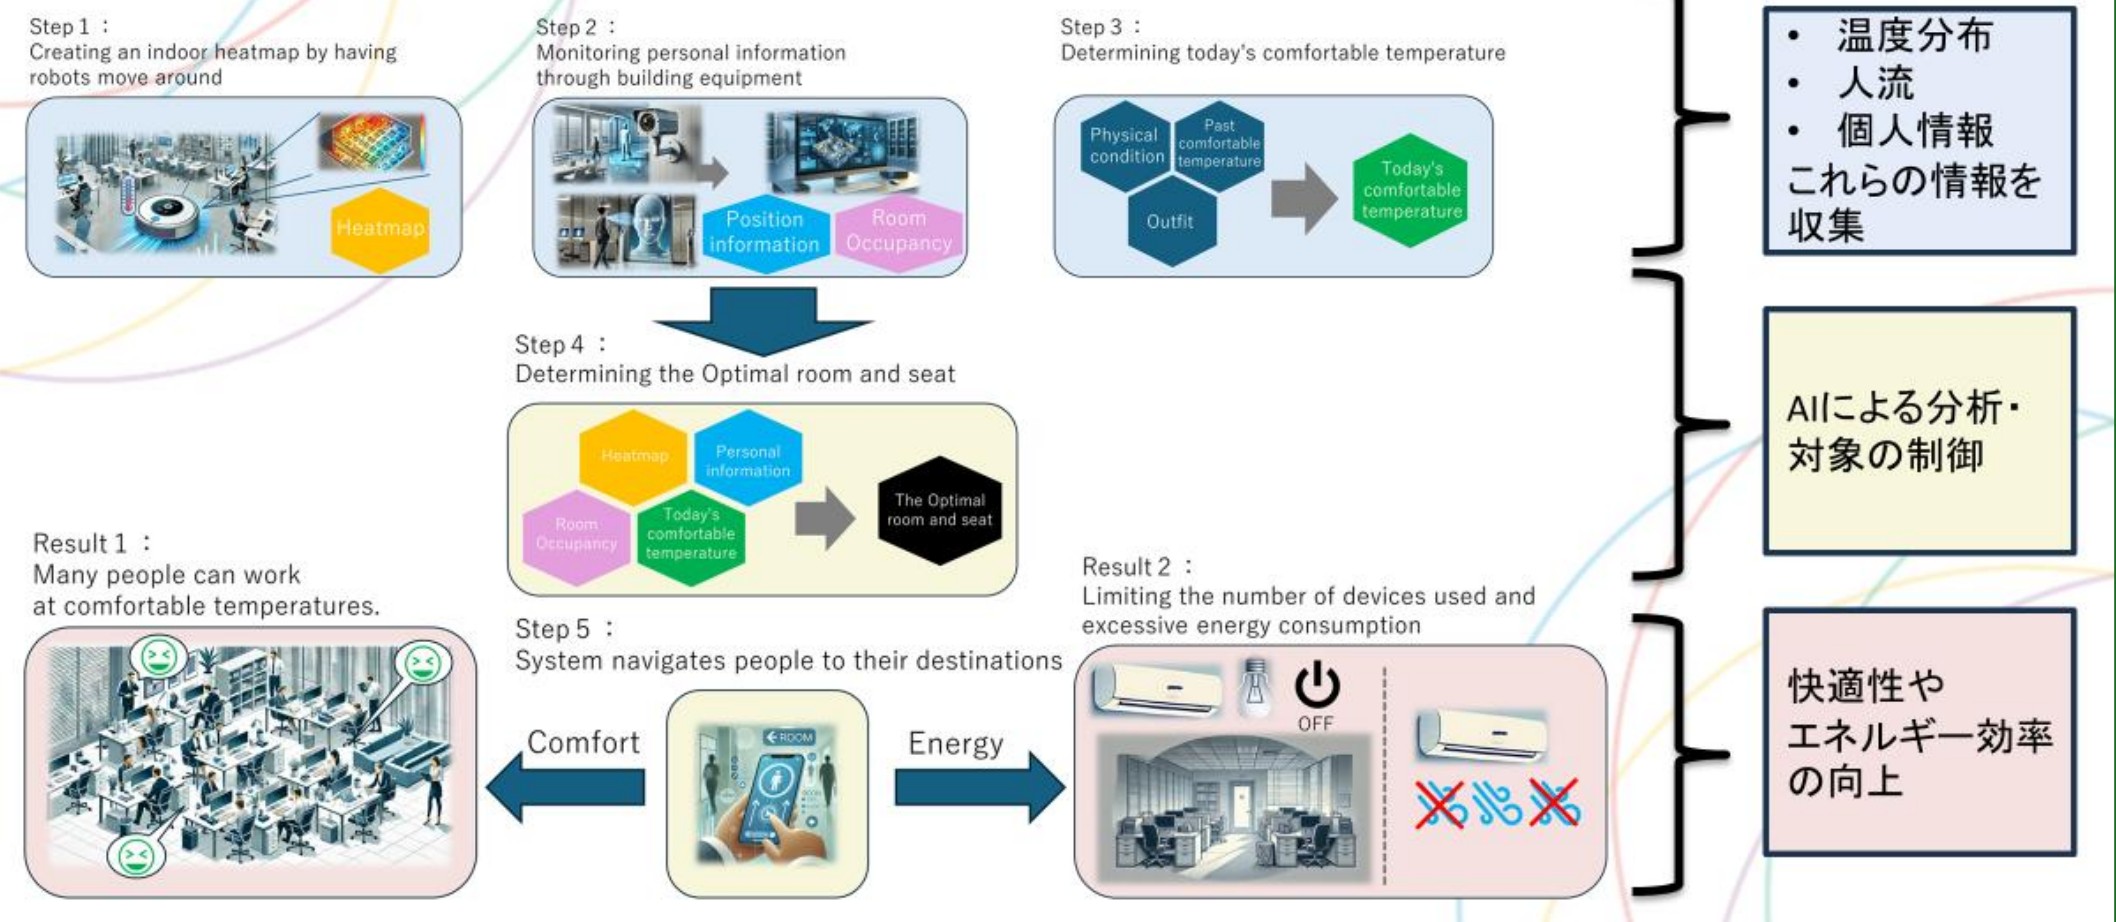 Step 1：
Creating an indoor heatmap by having
robots move around
Heatmap
Step 2：
Monitoring personal information
through building equipment
Position
information
Room
Occupancy
Step 3：
Determining today's comfortable temperature
Physical
condition
Past
comfortable
temperature
Outfit
Today's
comfortable
temperature
• 温度分布
• 人流
• 個人情報
これらの情報を
収集
Step 4：
Determining the Optimal room and seat
Heatmap
Personal
information
Room
Occupancy
Today's
comfortable
temperature
The Optimal
room and seat
AIによる分析・
対象の制御
Result 1：
Many people can work
at comfortable temperatures.
Step 5：
System navigates people to their destinations
Comfort
ROOM
Energy
Result 2：
Limiting the number of devices used and
excessive energy consumption
OFF
快適性や
エネルギー効率
の向上